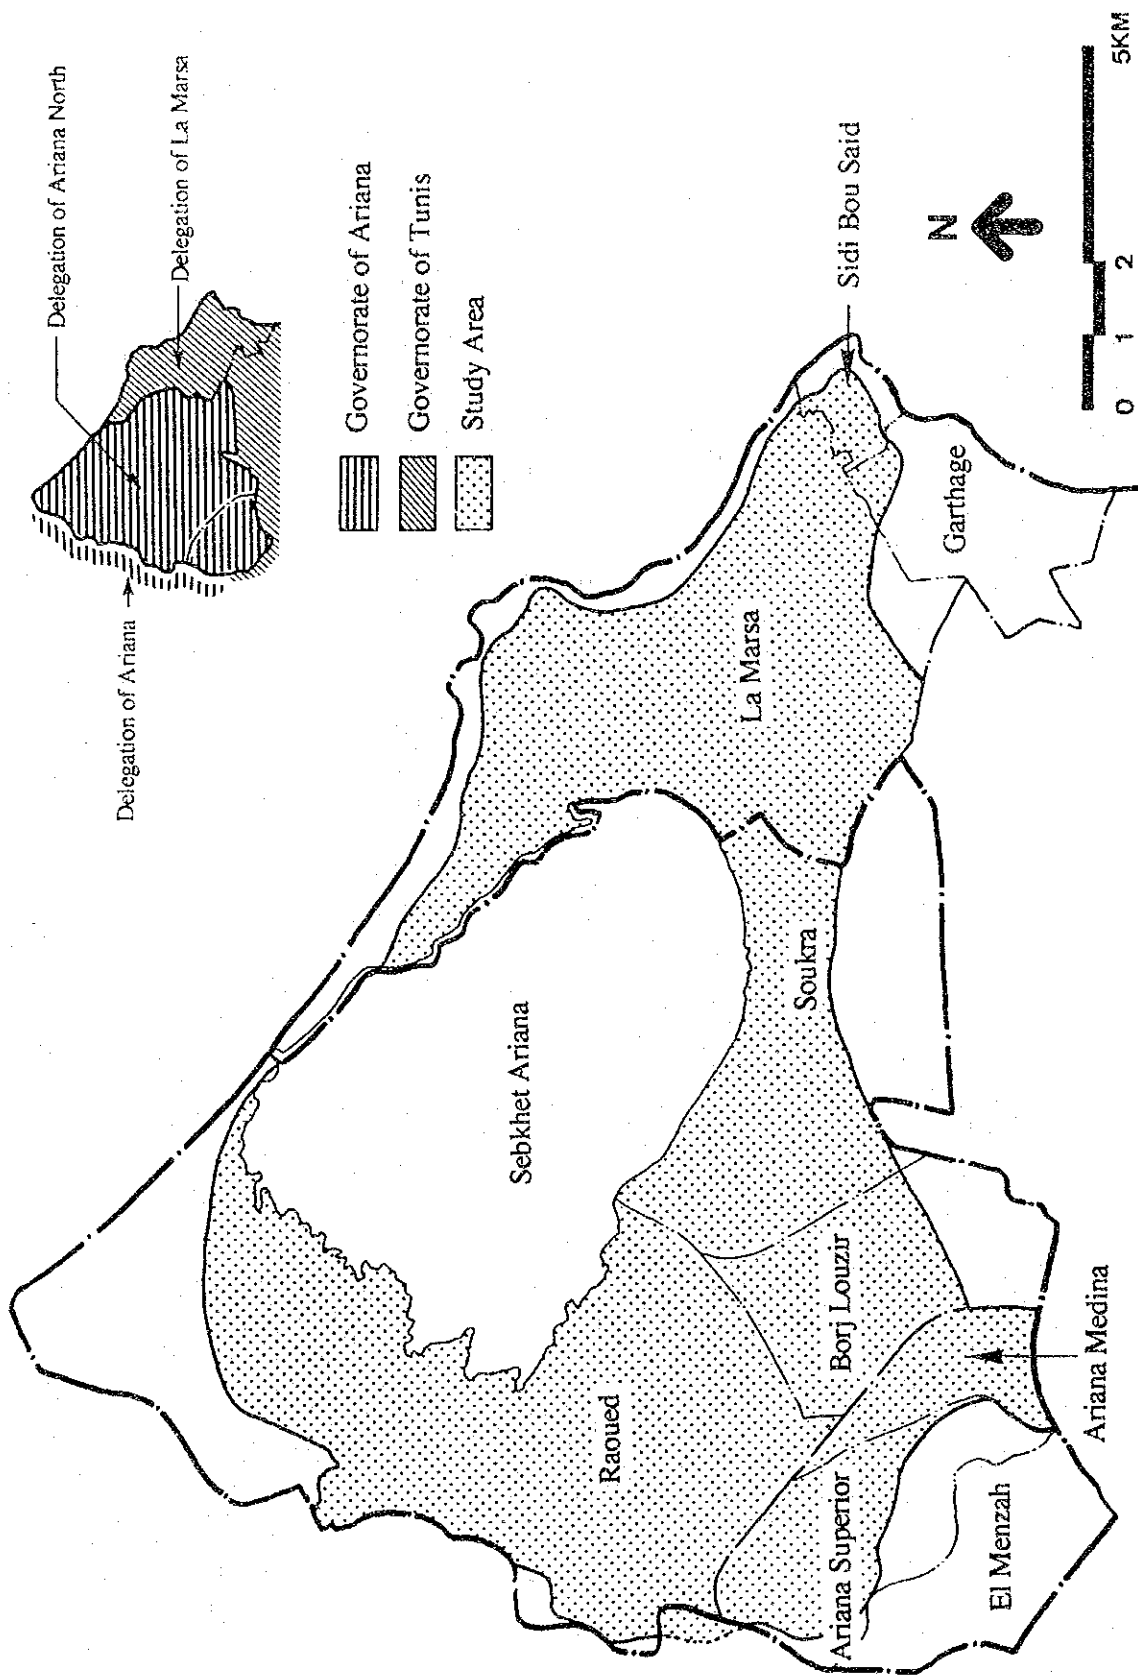 Delegation of Ariana North
Delegation of La Marsa
Delegation of Ariana
Governorate of Ariana
Governorate of Tunis
Study Area
Sebkhet Ariana
Raoued
La Marsa
Soukra
Borj Louzir
Ariana Superior
El Menzah
Ariana Medina
Garthage
Sidi Bou Said
N
0 1 2 5KM